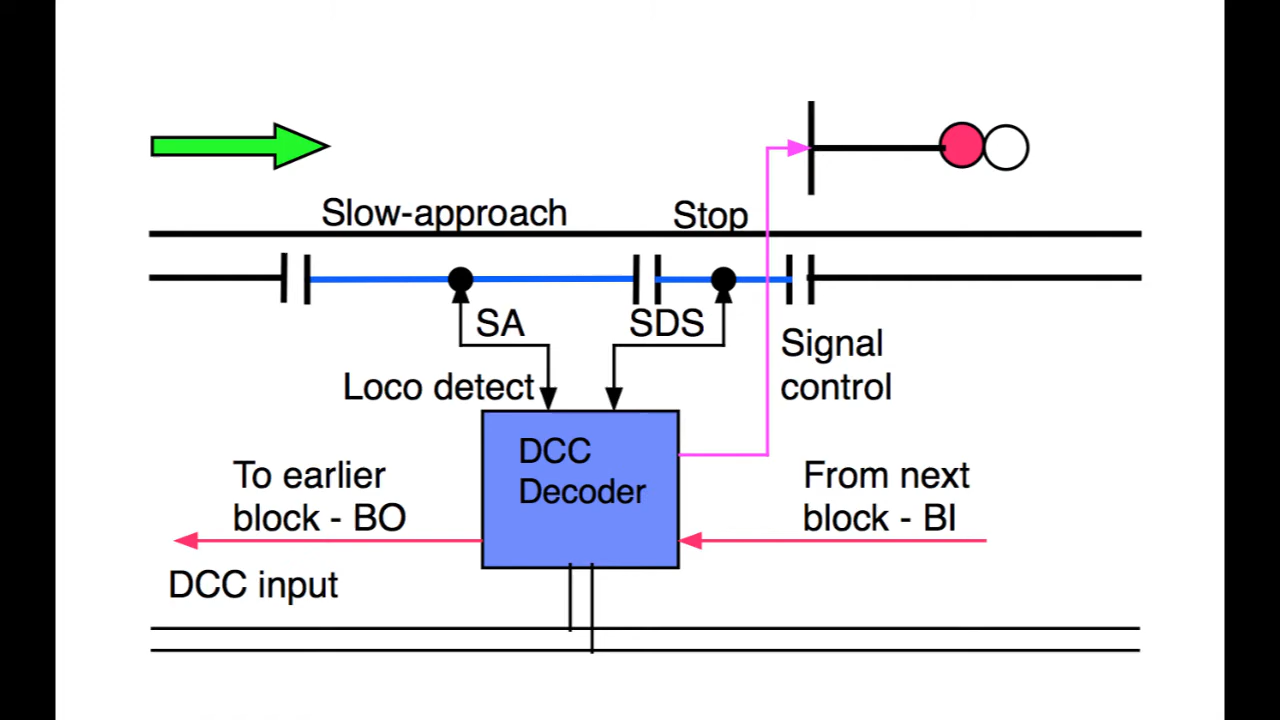 Slow-approach
Stop
SA
SDS
Signal
control
Loco detect
DCC
Decoder
To earlier
block - BO
From next
block - BI
DCC input